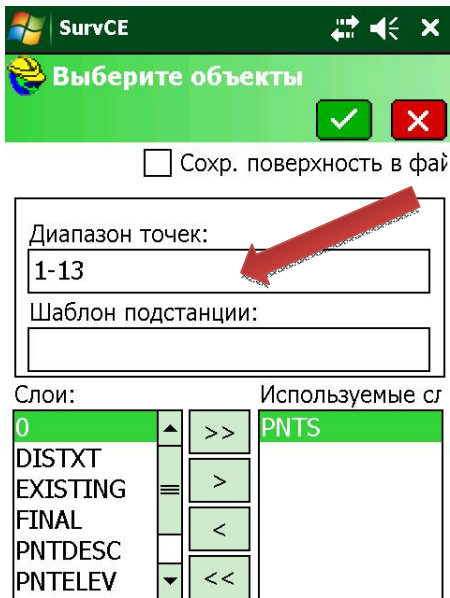 SurvCE
Выберите объекты
Сохр. поверхность в фай
Диапазон точек:
1-13
Шаблон подстанции:
Слои:
Используемые сл
0
DISTXT
EXISTING
FINAL
PNTDESC
PNTELEV
>>
>
<
<<
PNTS